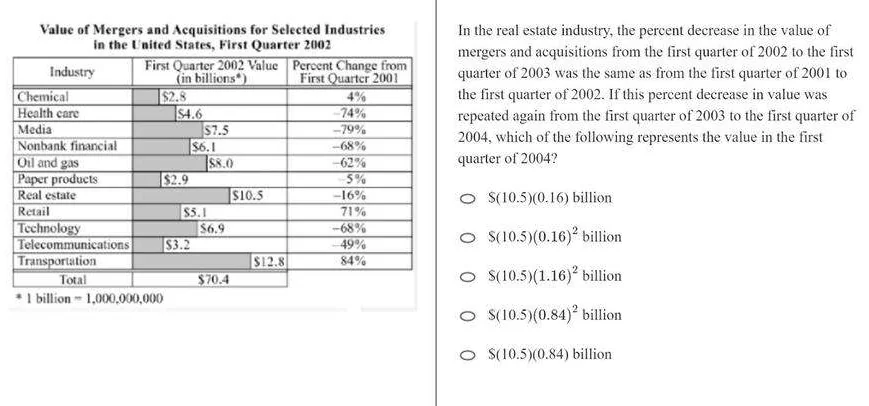 Value of Mergers and Acquisitions for Selected Industries
in the United States, First Quarter 2002
Industry First Quarter 2002 Value (in billions*) Percent Change from First Quarter 2001
Chemical $2.8 4%
Health care $4.6 -74%
Media $7.5 -79%
Nonbank financial $6.1 -68%
Oil and gas $8.0 -62%
Paper products $2.9 -5%
Real estate $10.5 -16%
Retail $5.1 71%
Technology $6.9 -68%
Telecommunications $3.2 -49%
Transportation $12.8 84%
Total $70.4
* 1 billion = 1,000,000,000
In the real estate industry, the percent decrease in the value of
mergers and acquisitions from the first quarter of 2002 to the first
quarter of 2003 was the same as from the first quarter of 2001 to
the first quarter of 2002. If this percent decrease in value was
repeated again from the first quarter of 2003 to the first quarter of
2004, which of the following represents the value in the first
quarter of 2004?
$(10.5)(0.16) billion
$(10.5)(0.16)² billion
$(10.5)(1.16)² billion
$(10.5)(0.84)² billion
$(10.5)(0.84) billion